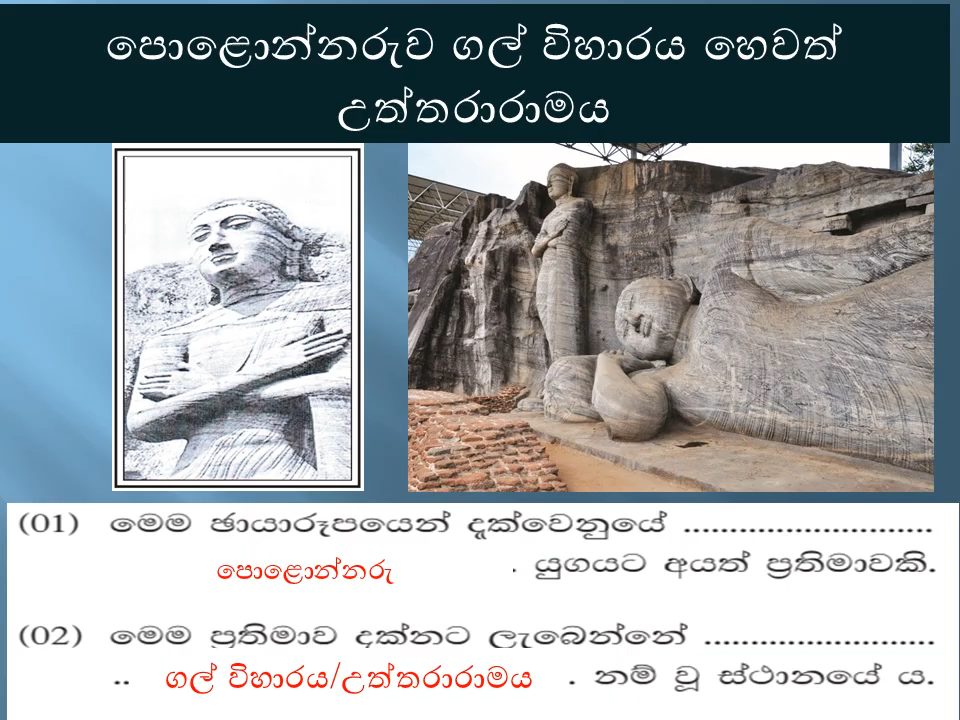 පොළොන්නරුව ගල් විහාරය හෙවත්
උත්තරාරාමය
(01) මෙම ඡායාරූපයෙන් දැක්වෙනුයේ ...........................
පොළොන්නරු . යුගයට අයත් ප්‍රතිමාවකි.
(02) මෙම ප්‍රතිමාව දක්නට ලැබෙන්නේ .........................
.. ගල් විහාරය/උත්තරාරාමය . නම් වූ ස්ථානයේ ය.